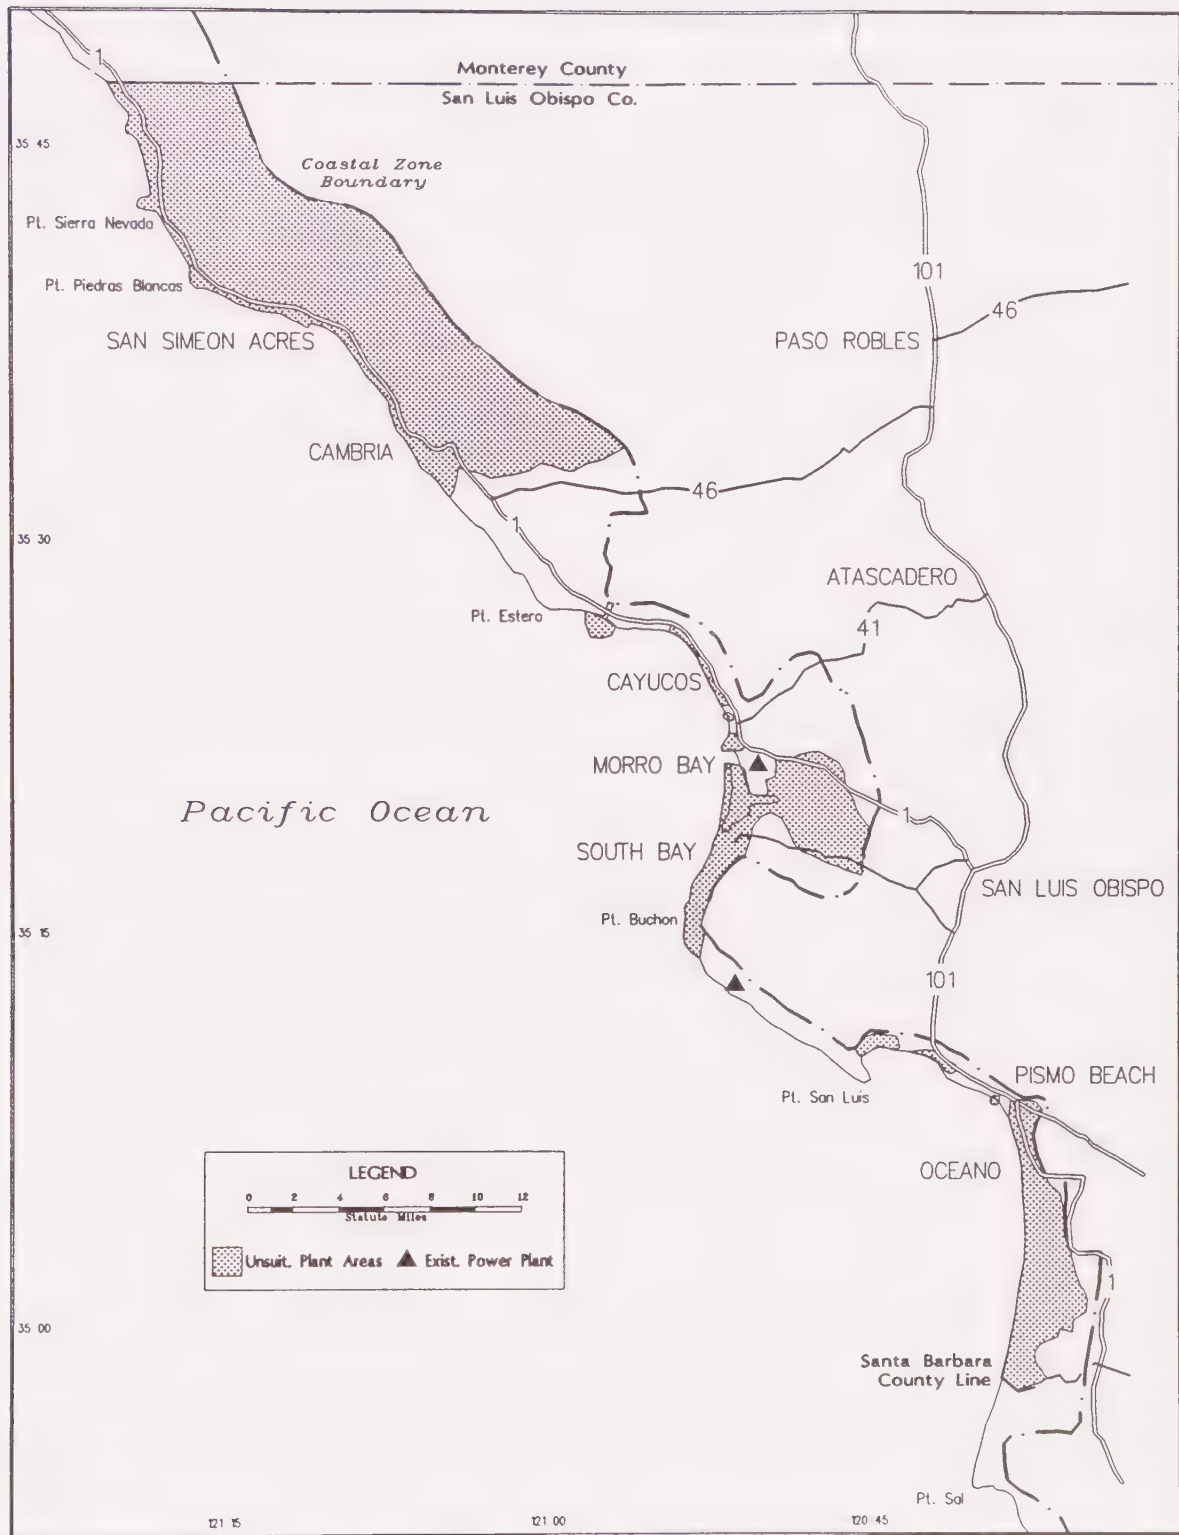 1
Monterey County
San Luis Obispo Co.
35 45
Coastal Zone
Boundary
Pt. Sierra Nevada
101
Pt. Piedras Blancas
46
SAN SIMEON ACRES
PASO ROBLES
CAMBRIA
46
1
35 30
ATASCADERO
Pt. Estero
41
CAYUCOS
MORRO BAY
Pacific Ocean
1
SOUTH BAY
SAN LUIS OBISPO
Pt. Buchon
35 15
101
PISMO BEACH
Pt. San Luis
LEGEND
OCEANO
0 2 4 6 8 10 12
Statute Miles
Unsuit. Plant Areas
Exist. Power Plant
1
35 00
Santa Barbara
County Line
Pt. Sal
121 15
121 00
120 45